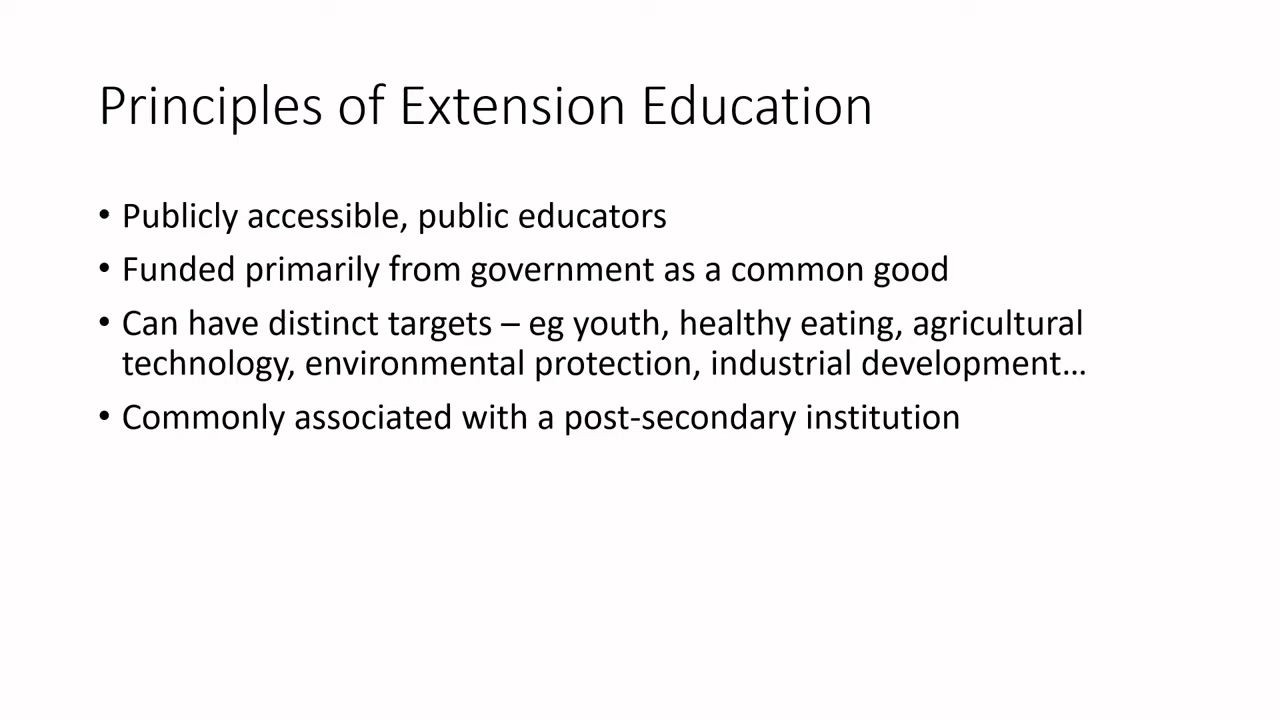 Principles of Extension Education
• Publicly accessible, public educators
• Funded primarily from government as a common good
• Can have distinct targets – eg youth, healthy eating, agricultural
technology, environmental protection, industrial development…
• Commonly associated with a post-secondary institution